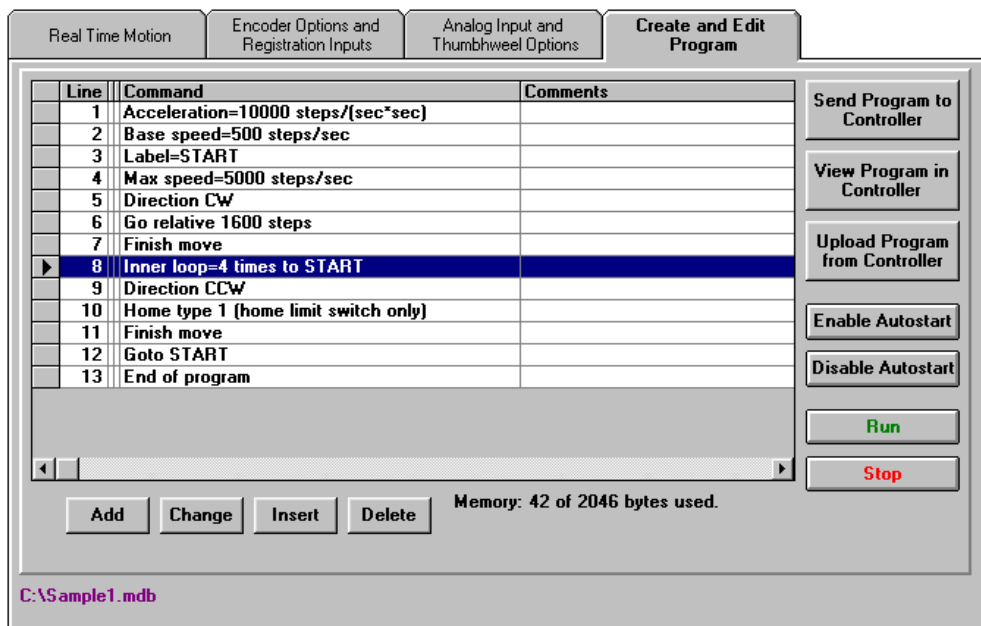 Real Time Motion
Encoder Options and
Registration Inputs
Analog Input and
Thumbhweel Options
Create and Edit
Program
Line Command Comments
1 Acceleration=10000 steps/(sec*sec)
2 Base speed=500 steps/sec
3 Label=START
4 Max speed=5000 steps/sec
5 Direction CW
6 Go relative 1600 steps
7 Finish move
8 Inner loop=4 times to START
9 Direction CCW
10 Home type 1 (home limit switch only)
11 Finish move
12 Goto START
13 End of program
Send Program to
Controller
View Program in
Controller
Upload Program
from Controller
Enable Autostart
Disable Autostart
Run
Stop
Add Change Insert Delete Memory: 42 of 2046 bytes used.
C:\Sample1.mdb